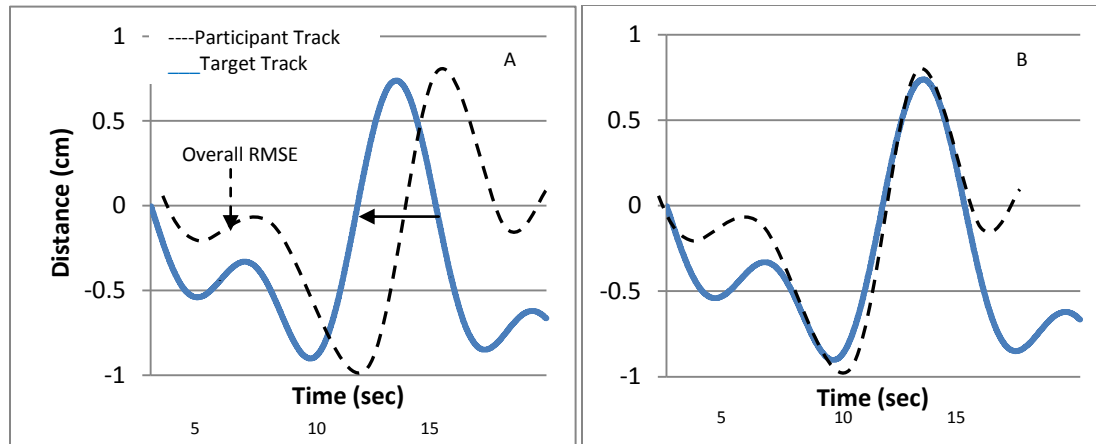 ----Participant Track
___Target Track
A
1
0.5
0
-0.5
-1
Distance (cm)
Overall RMSE
Time (sec)
5 10 15
B
1
0.5
0
-0.5
-1
Time (sec)
5 10 15